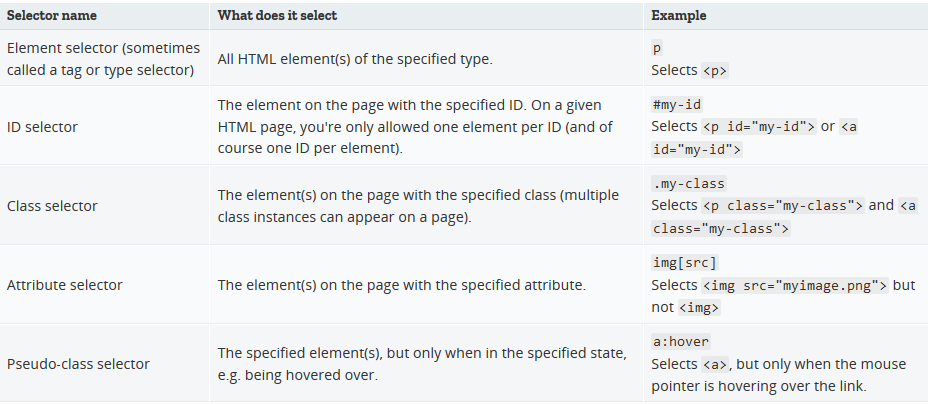 Selector name What does it select Example
Element selector (sometimes
called a tag or type selector)
All HTML element(s) of the specified type.
p
Selects <p>
ID selector
The element on the page with the specified ID. On a given
HTML page, you're only allowed one element per ID (and of
course one ID per element).
#my-id
Selects <p id="my-id"> or <a
id="my-id">
Class selector
The element(s) on the page with the specified class (multiple
class instances can appear on a page).
.my-class
Selects <p class="my-class"> and <a
class="my-class">
Attribute selector
The element(s) on the page with the specified attribute.
img[src]
Selects <img src="myimage.png"> but
not <img>
Pseudo-class selector
The specified element(s), but only when in the specified state,
e.g. being hovered over.
a:hover
Selects <a>, but only when the mouse
pointer is hovering over the link.